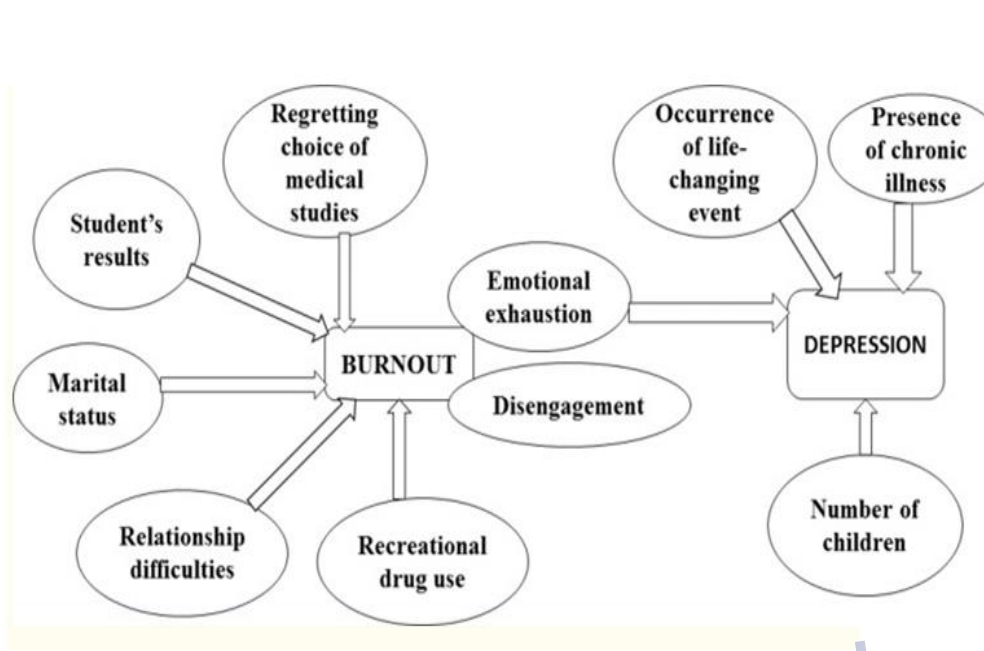 Regretting
choice of
medical
studies
Occurrence
of life-
changing
event
Presence
of chronic
illness
Student’s
results
Emotional
exhaustion
BURNOUT
DEPRESSION
Marital
status
Disengagement
Relationship
difficulties
Recreational
drug use
Number of
children